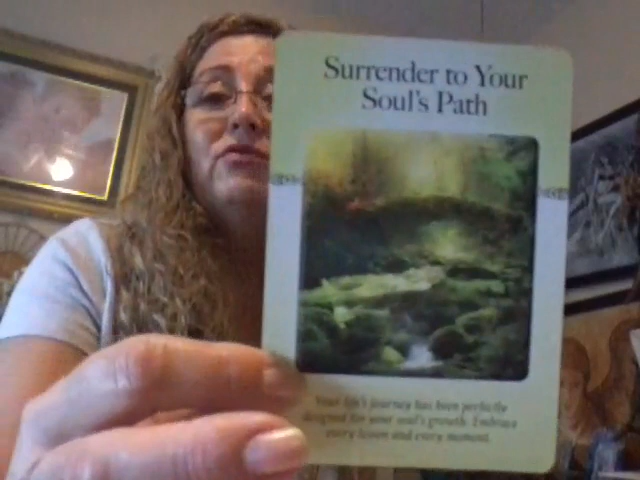 Surrender to Your
Soul's Path
Your life's journey has been perfectly
designed for your soul's growth. Embrace
every lesson and every moment.